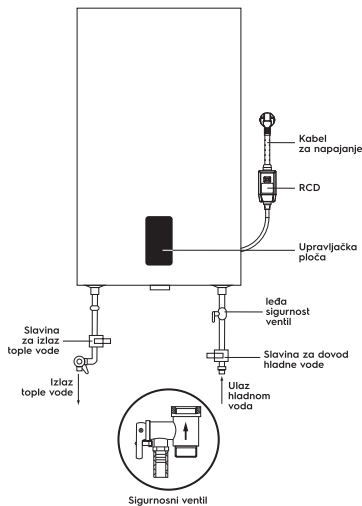 Kabel
za napajanje
RCD
Upravljačka
ploča
leđa
sigurnost
ventil
Slavina
za izlaz
tople vode
Slavina za dovod
hladne vode
Izlaz
tople vode
Ulaz
hladnom
voda
Sigurnosni ventil